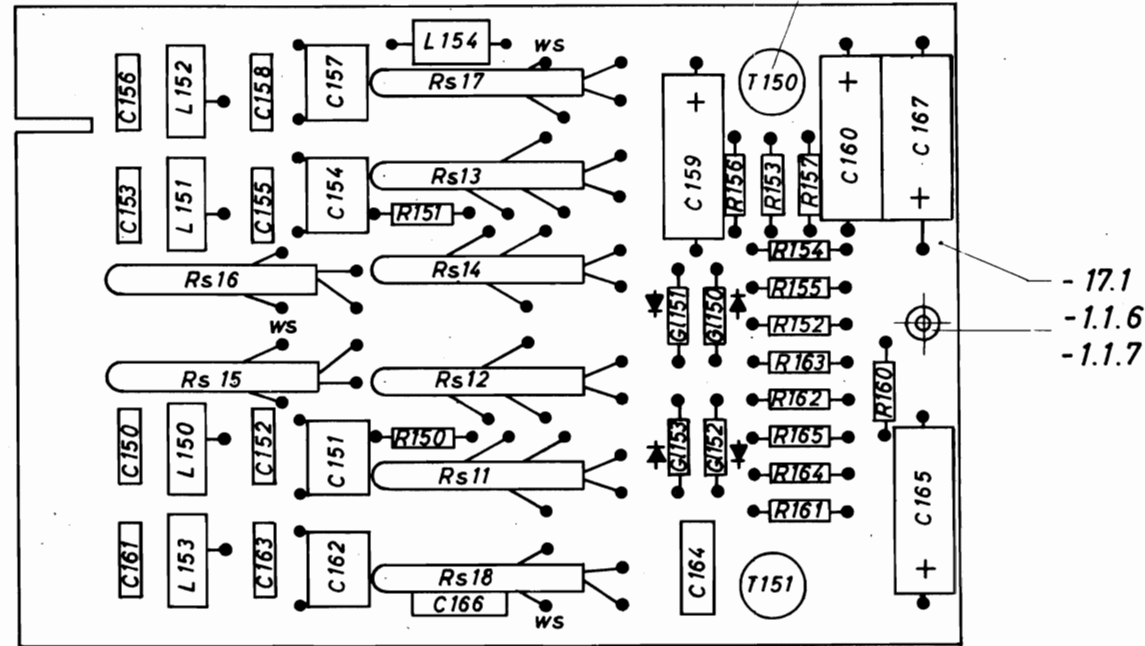 L154
ws
C156
L152
C158
C157
Rs17
T150
C159
+
C160
+
C167
+
C153
L151
C155
C154
Rs13
R151
R156
R153
R157
Rs16
ws
Rs14
R154
R155
R152
R163
R162
R165
R164
R161
Gl151
Gl150
- 17.1
- 1.1.6
- 1.1.7
Rs 15
Rs12
R160
C150
L150
C152
C151
R150
Rs11
Gl153
Gl152
C165
+
C161
L153
C163
C162
Rs18
C166
ws
C164
T151